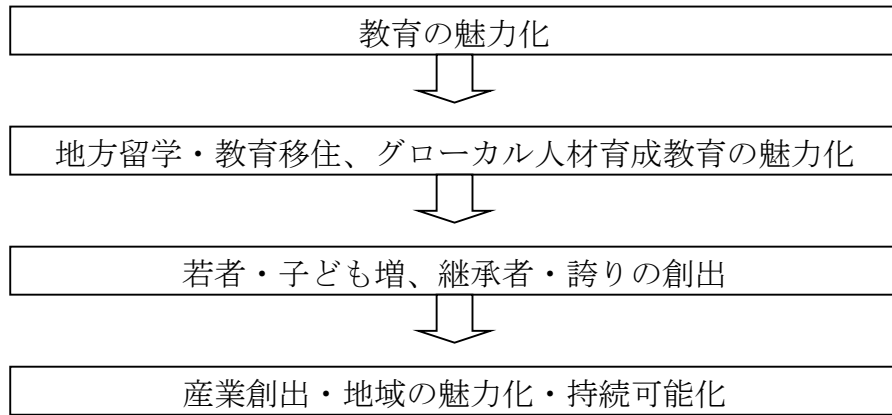 教育の魅力化
地方留学・教育移住、グローカル人材育成教育の魅力化
若者・子ども増、継承者・誇りの創出
産業創出・地域の魅力化・持続可能化